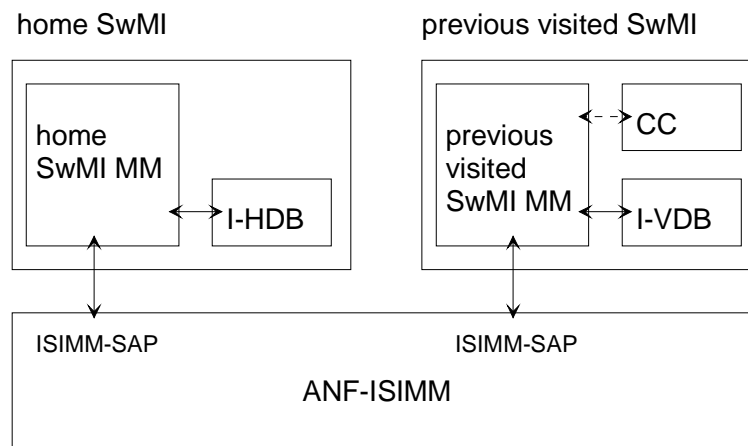 home SwMI
previous visited SwMI
home
SwMI MM
I-HDB
previous
visited
SwMI MM
CC
I-VDB
ISIMM-SAP
ISIMM-SAP
ANF-ISIMM